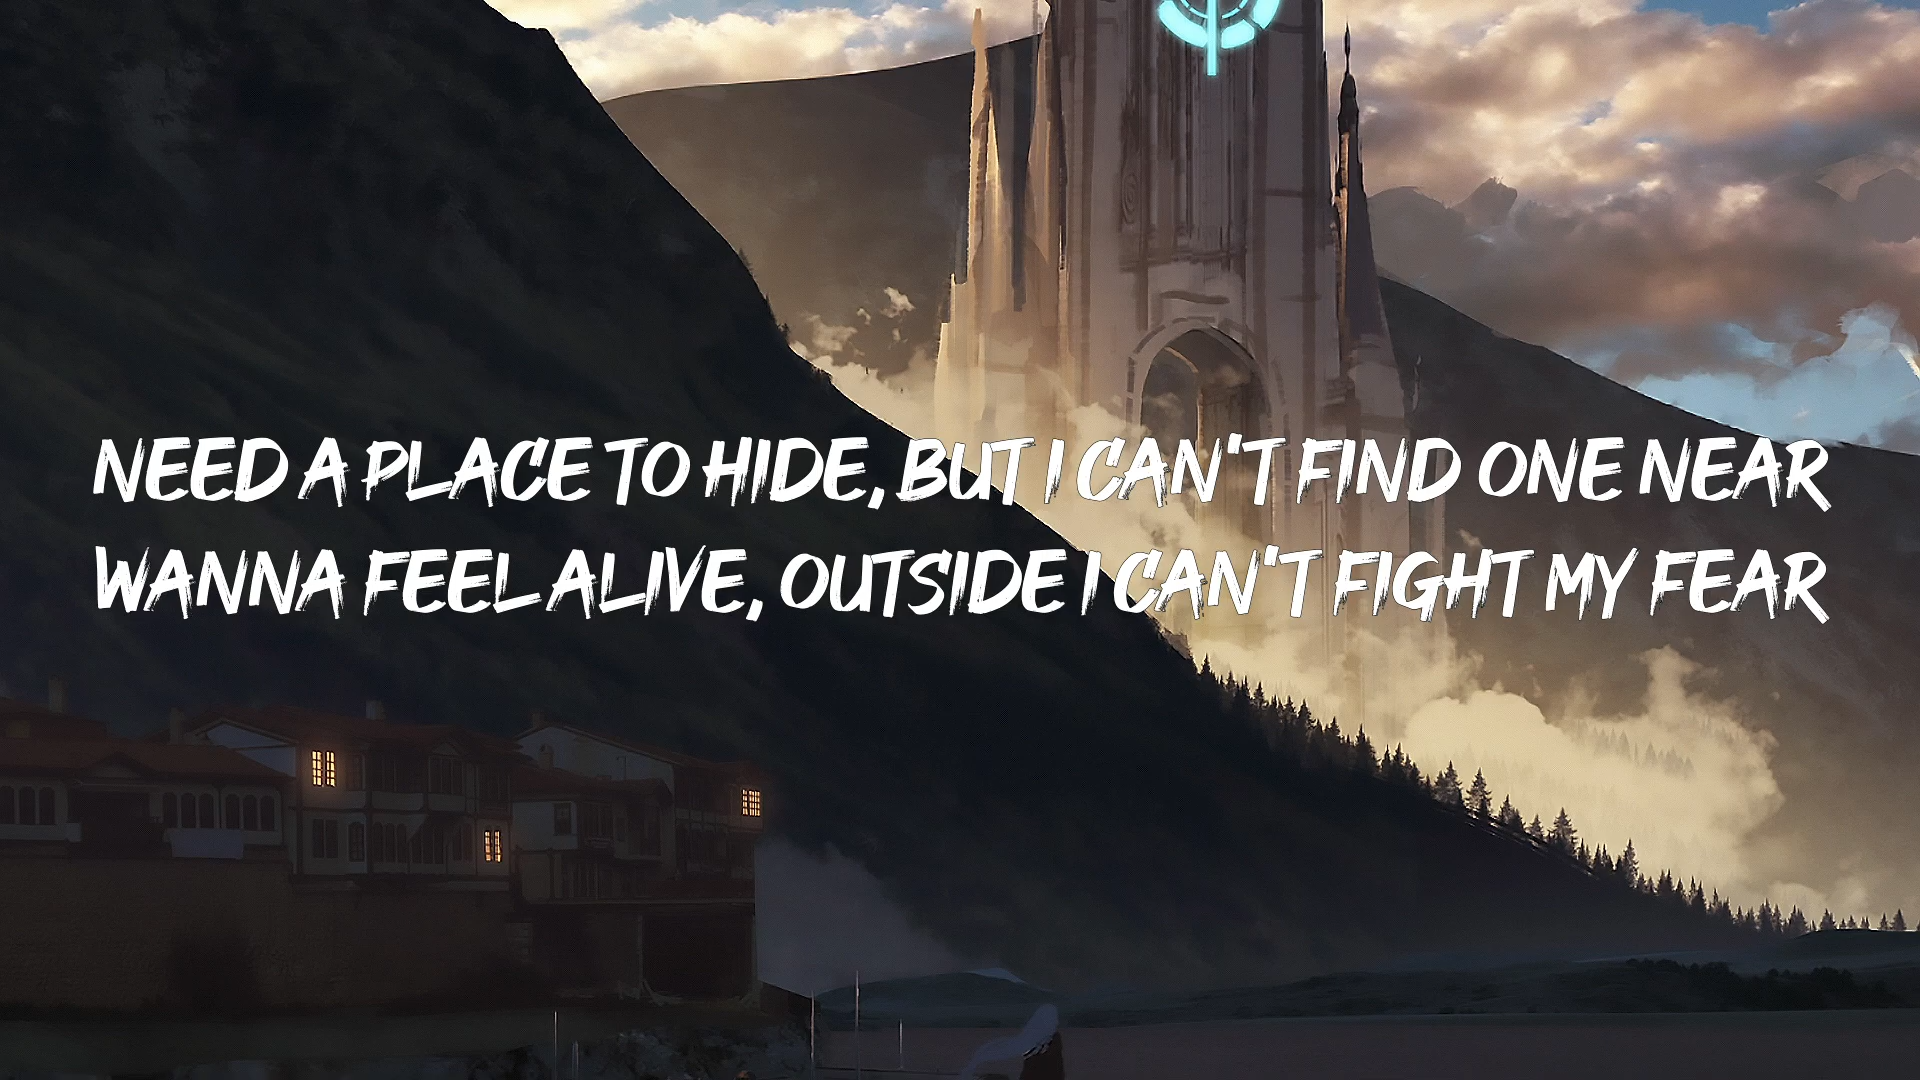 NEED A PLACE TO HIDE, BUT I CAN'T FIND ONE NEAR
WANNA FEEL ALIVE, OUTSIDE I CAN'T FIGHT MY FEAR